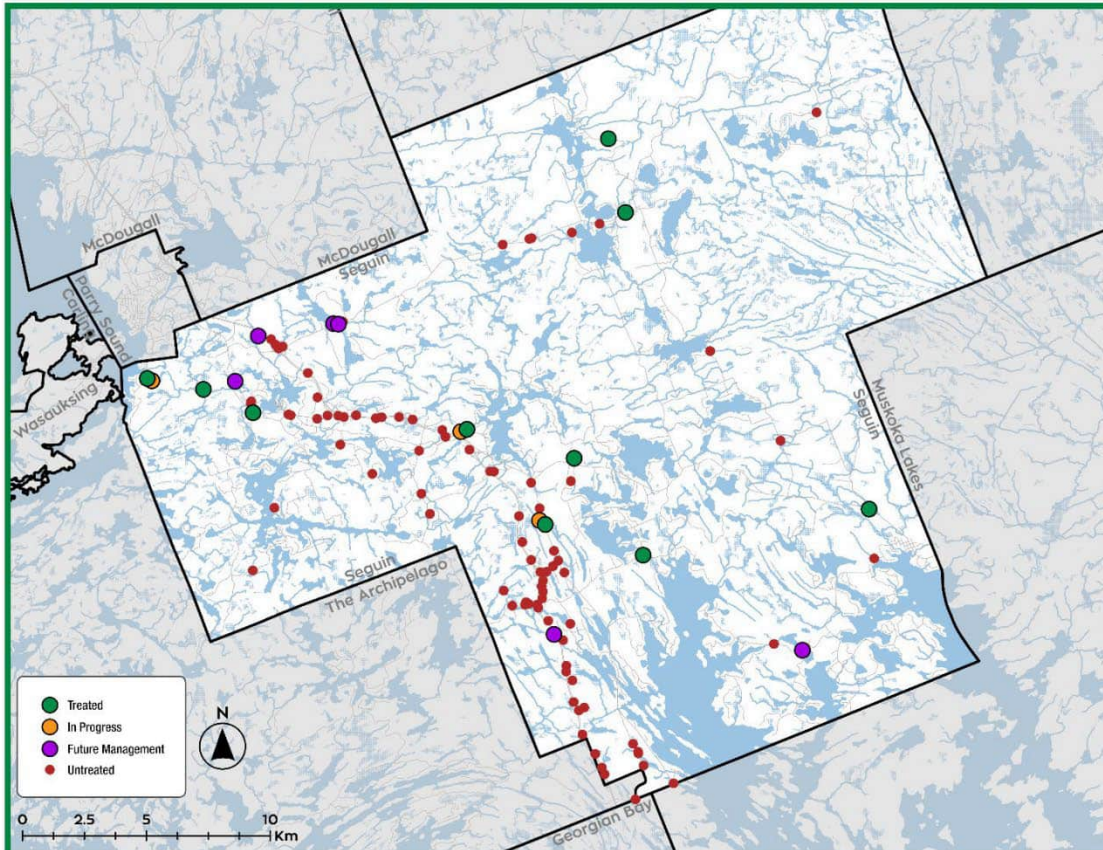 McDougall
McDougall
Seguin
Parry Sound
Carling
Wasauksing
Muskoka Lakes
Seguin
Seguin
The Archipelago
Georgian Bay
Treated
In Progress
Future Management
Untreated
N
0 2.5 5 10
Km